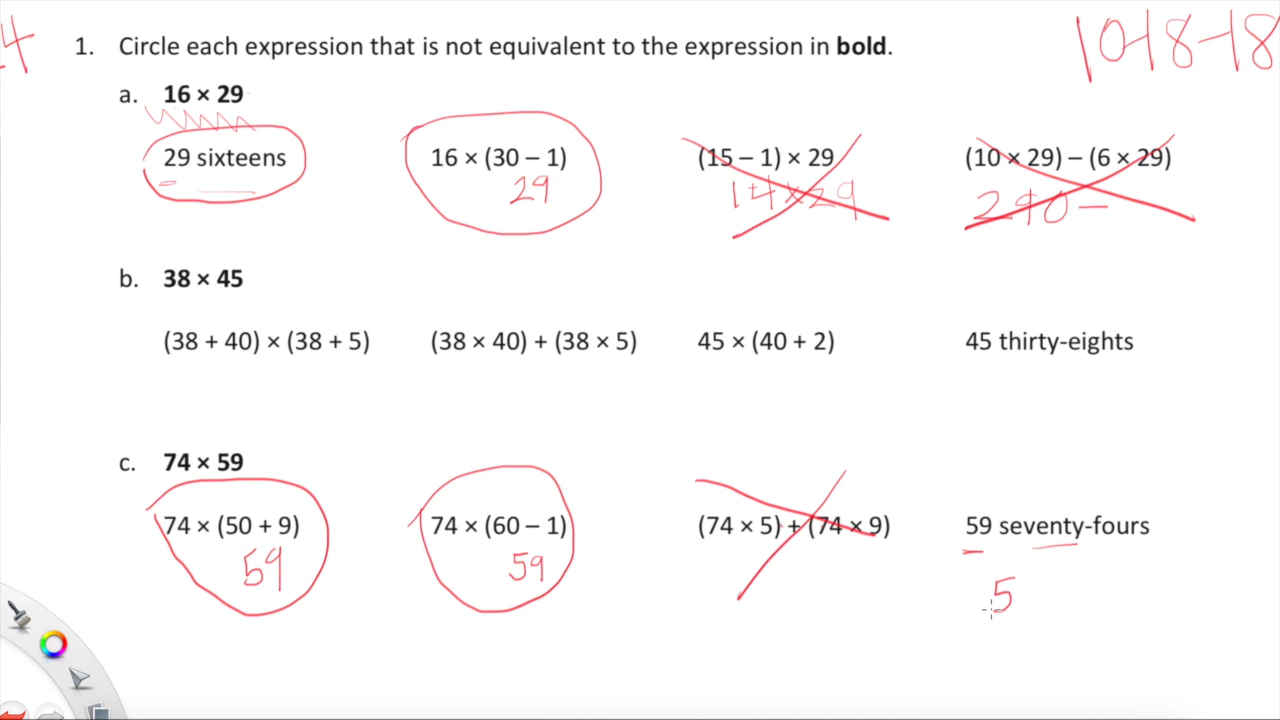 4 10-18-18
1. Circle each expression that is not equivalent to the expression in bold.
a. 16 × 29
29 sixteens 16 × (30 – 1) (15 – 1) × 29 (10 × 29) – (6 × 29)
29 14×29 290 –
b. 38 × 45
(38 + 40) × (38 + 5) (38 × 40) + (38 × 5) 45 × (40 + 2) 45 thirty-eights
c. 74 × 59
74 × (50 + 9) 74 × (60 – 1) (74 × 5) + (74 × 9) 59 seventy-fours
59 59 5